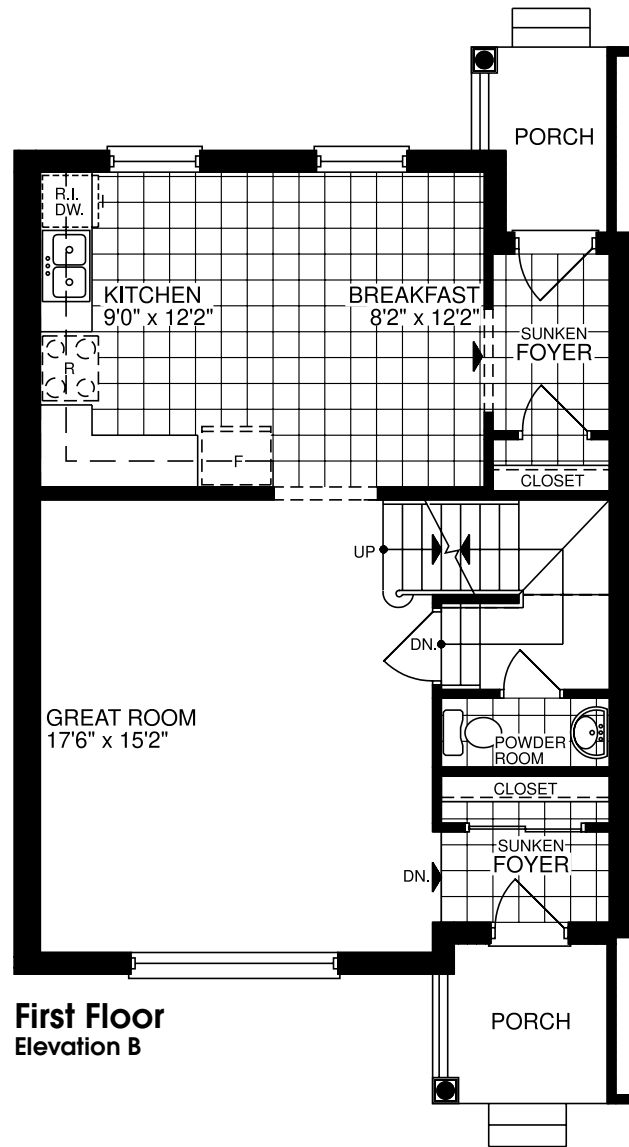 PORCH
R.I.
DW.
KITCHEN
9'0" x 12'2"
BREAKFAST
8'2" x 12'2"
SUNKEN
FOYER
R
F
CLOSET
UP
DN.
GREAT ROOM
17'6" x 15'2"
POWDER
ROOM
CLOSET
SUNKEN
FOYER
DN.
PORCH
First Floor
Elevation B